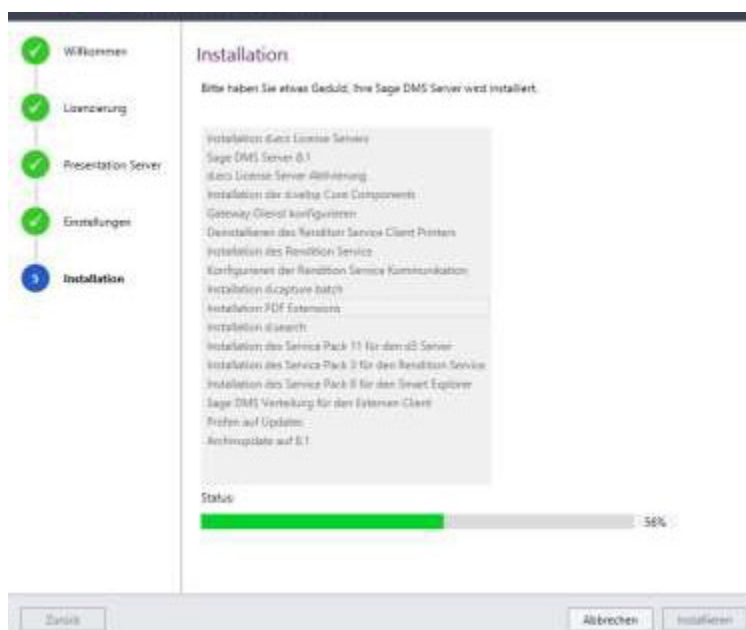 Willkommen
Lizenzierung
Presentation Server
Einstellungen
5
Installation
Installation
Bitte haben Sie etwas Geduld, Ihre Sage DMS Server wird installiert.
Installation d.ecs License Servers
Sage DMS Server 8.1
d.ecs License Server Aktivierung
Installation der d.velop Core Components
Gateway Dienst konfigurieren
Deinstallieren des Rendition Service Client Printers
Installation des Rendition Service
Konfigurieren der Rendition Service Kommunikation
Installation d.capture batch
Installation PDF Extensions
Installation d.search
Installation des Service Pack 11 für den d3 Server
Installation des Service Pack 3 für den Rendition Service
Installation des Service Pack 8 für den Smart Explorer
Sage DMS Verteilung für den Externen Client
Prüfen auf Updates
Archivupdate auf 8.1
Status:
56%
Zurück
Abbrechen
Installieren